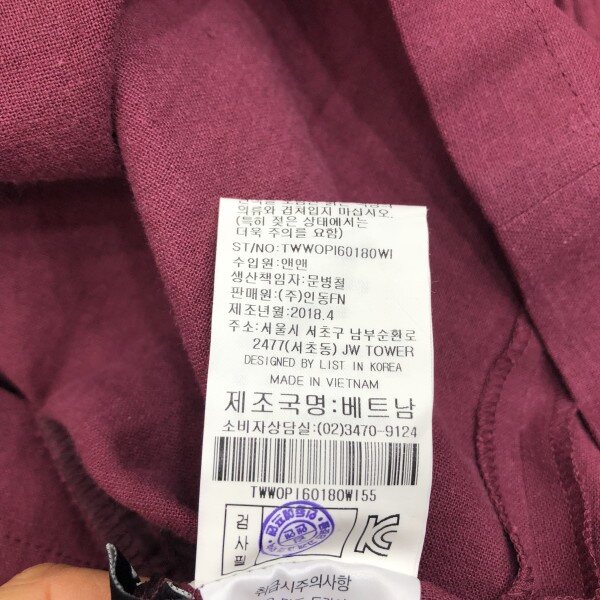 의류와 겹쳐입지 마십시오.
(특히 젖은 상태에서는
더욱 주의를 요함)
ST/NO: TWWOPI60180WI
수입원:앤앤
생산책임자:문병철
판매원: (주)인동FN
제조년월:2018.4
주소:서울시 서초구 남부순환로
2477(서초동) JW TOWER
DESIGNED BY LIST IN KOREA
MADE IN VIETNAM
제조국명:베트남
소비자상담실:(02)3470-9124
TWWOPI60180WI55
검사필
취급시주의사항